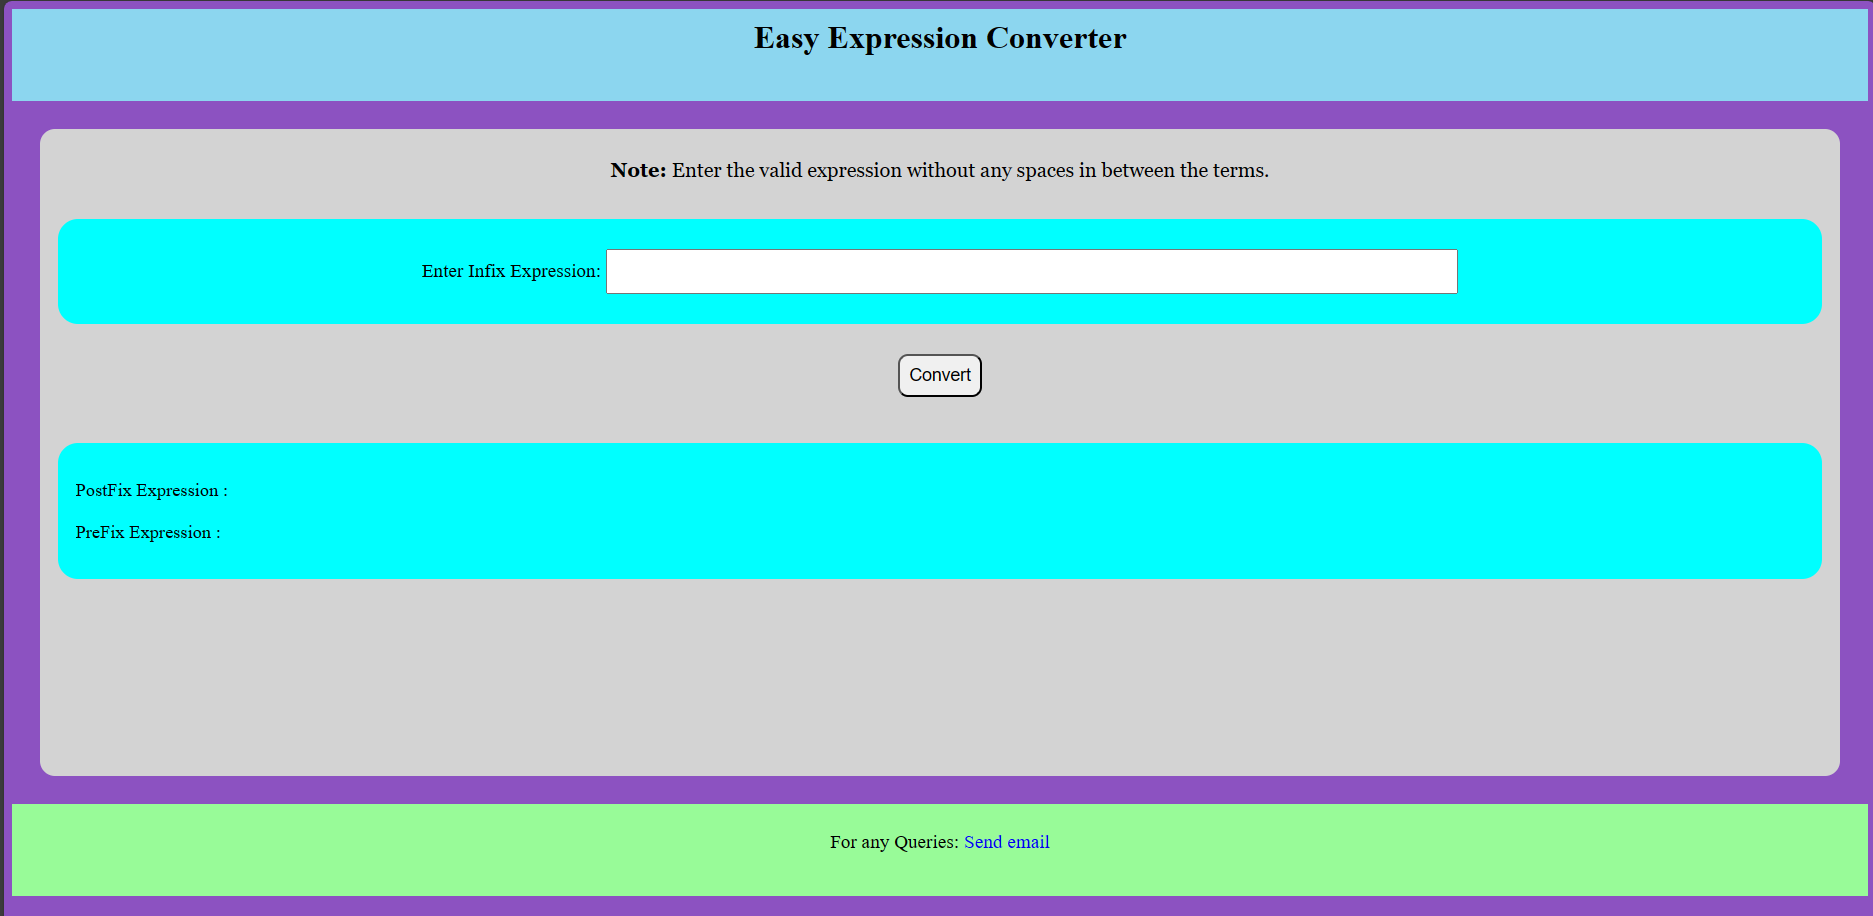 Easy Expression Converter
Note: Enter the valid expression without any spaces in between the terms.
Enter Infix Expression:
Convert
PostFix Expression :
PreFix Expression :
For any Queries: Send email